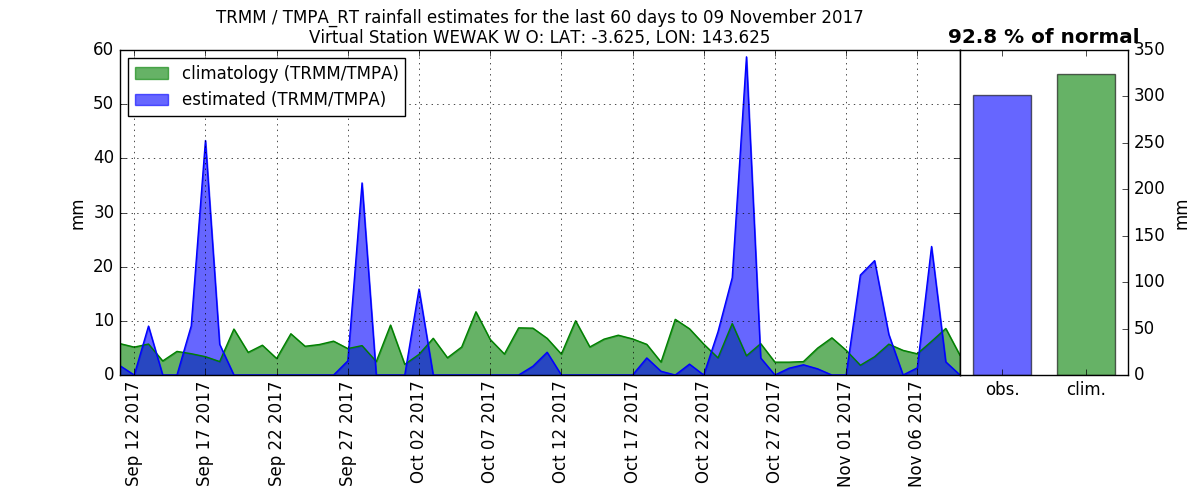 TRMM / TMPA_RT rainfall estimates for the last 60 days to 09 November 2017
Virtual Station WEWAK W O: LAT: -3.625, LON: 143.625
92.8 % of normal
climatology (TRMM/TMPA)
estimated (TRMM/TMPA)
60
50
40
30
20
10
0
mm
350
300
250
200
150
100
50
0
mm
Sep 12 2017
Sep 17 2017
Sep 22 2017
Sep 27 2017
Oct 02 2017
Oct 07 2017
Oct 12 2017
Oct 17 2017
Oct 22 2017
Oct 27 2017
Nov 01 2017
Nov 06 2017
obs.
clim.